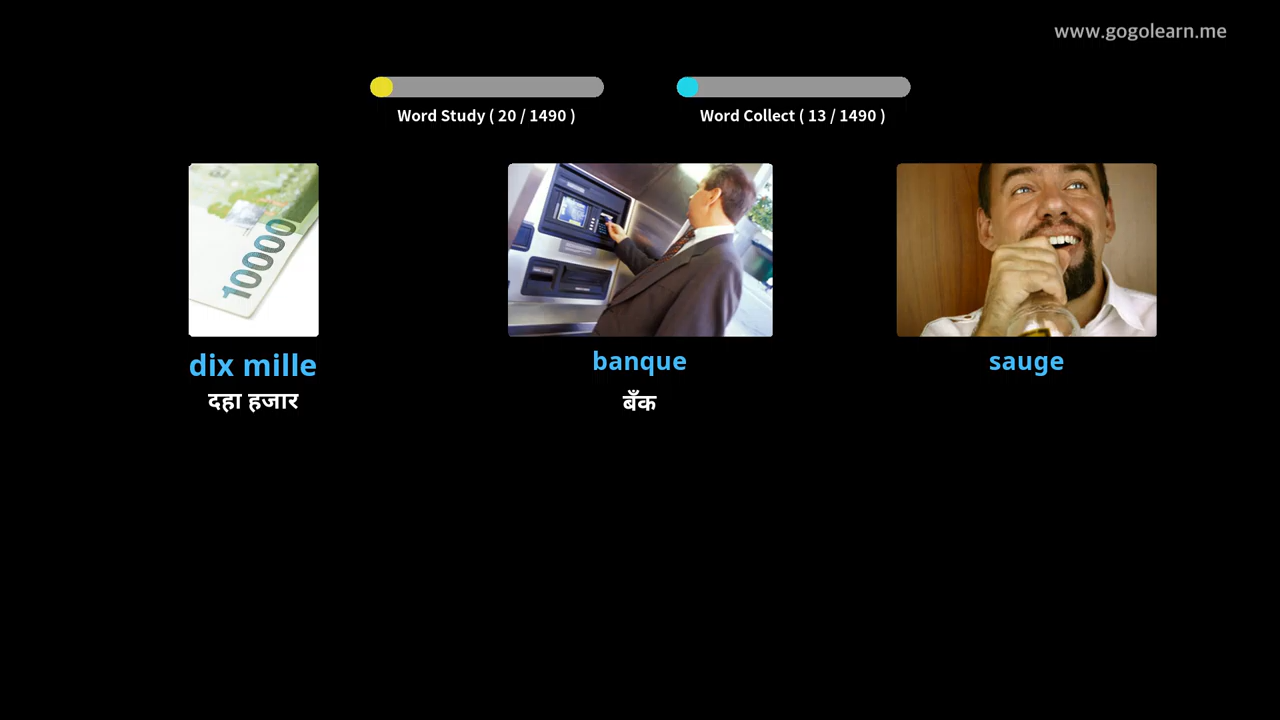 www.gogolearn.me
Word Study ( 20 / 1490 )
Word Collect ( 13 / 1490 )
10000
dix mille
banque
sauge
दहा हजार
बँक